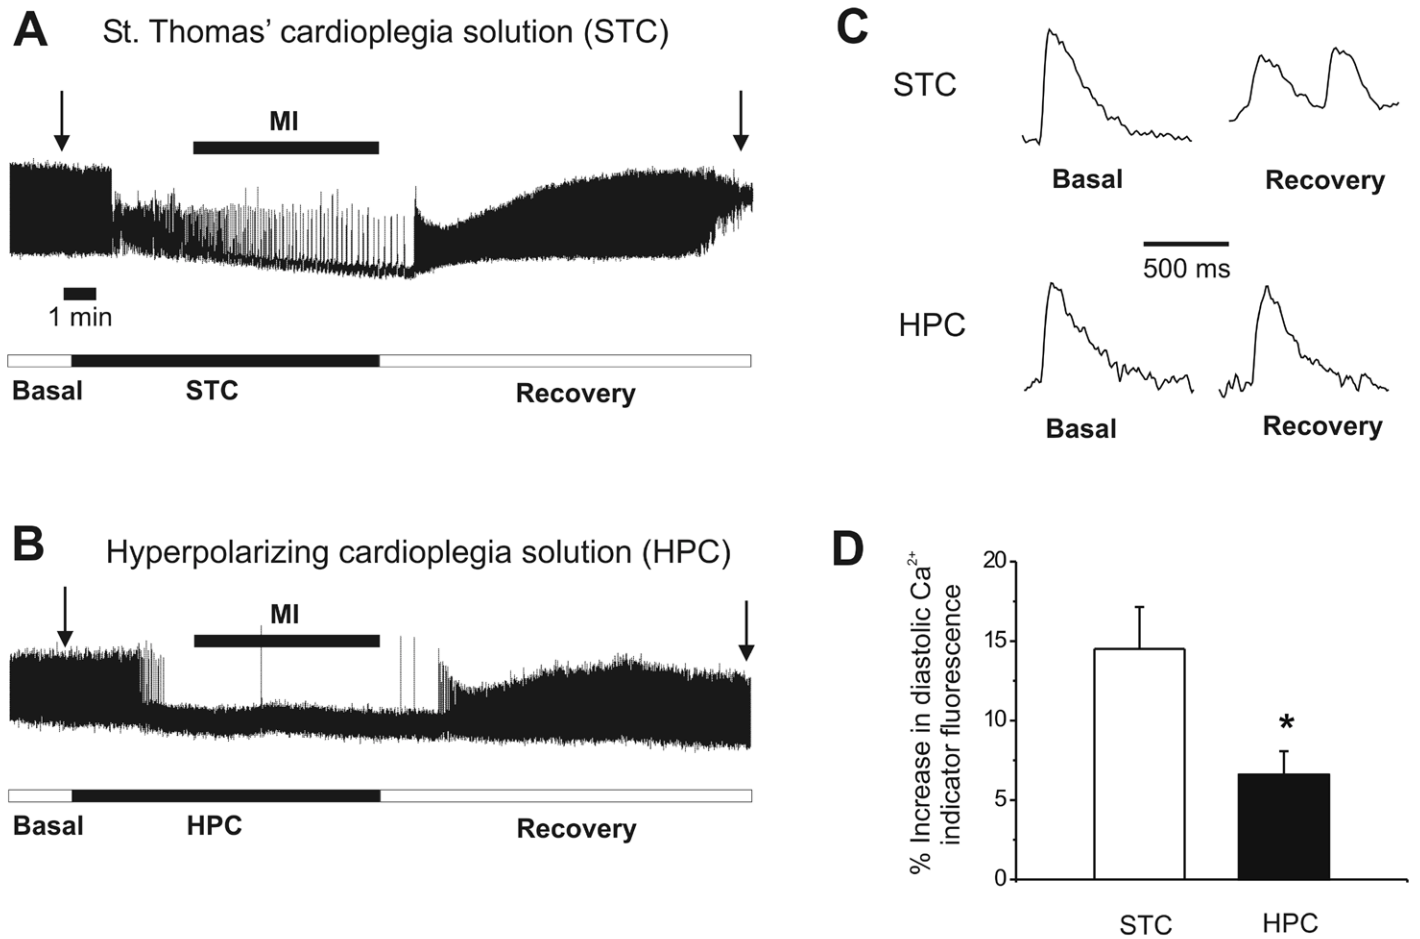 A
St. Thomas’ cardioplegia solution (STC)
MI
1 min
Basal
STC
Recovery
B
Hyperpolarizing cardioplegia solution (HPC)
MI
Basal
HPC
Recovery
C
STC
Basal
Recovery
500 ms
HPC
Basal
Recovery
D
% Increase in diastolic Ca²⁺
indicator fluorescence
20
15
10
5
0
*
STC
HPC